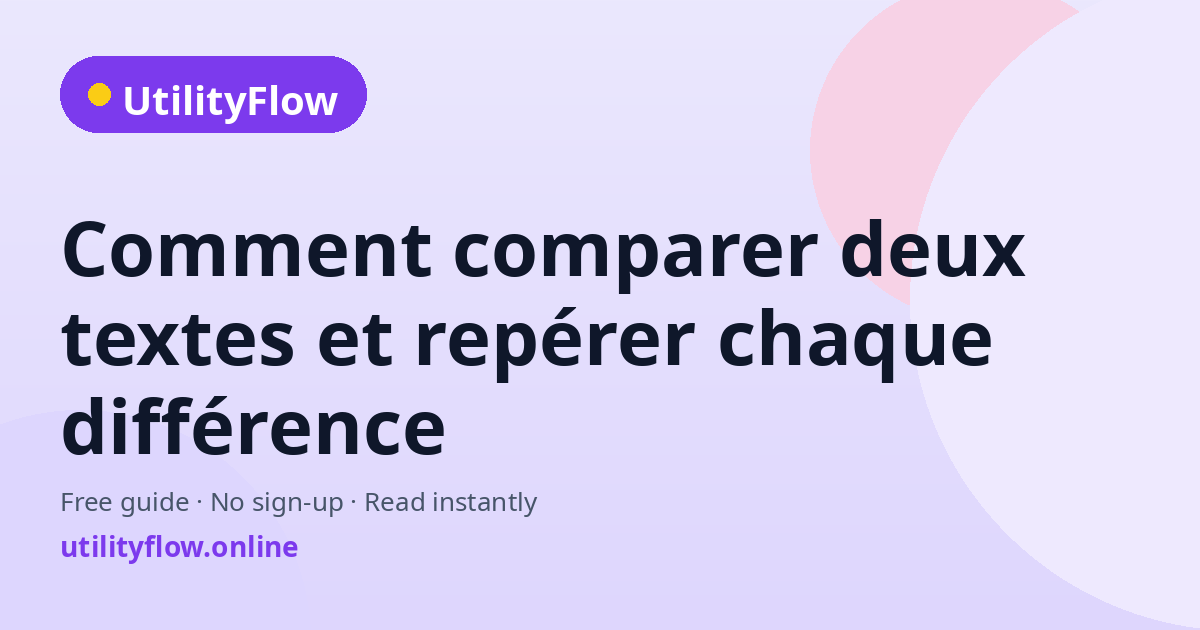 UtilityFlow
Comment comparer deux
textes et repérer chaque
différence
Free guide · No sign-up · Read instantly
utilityflow.online